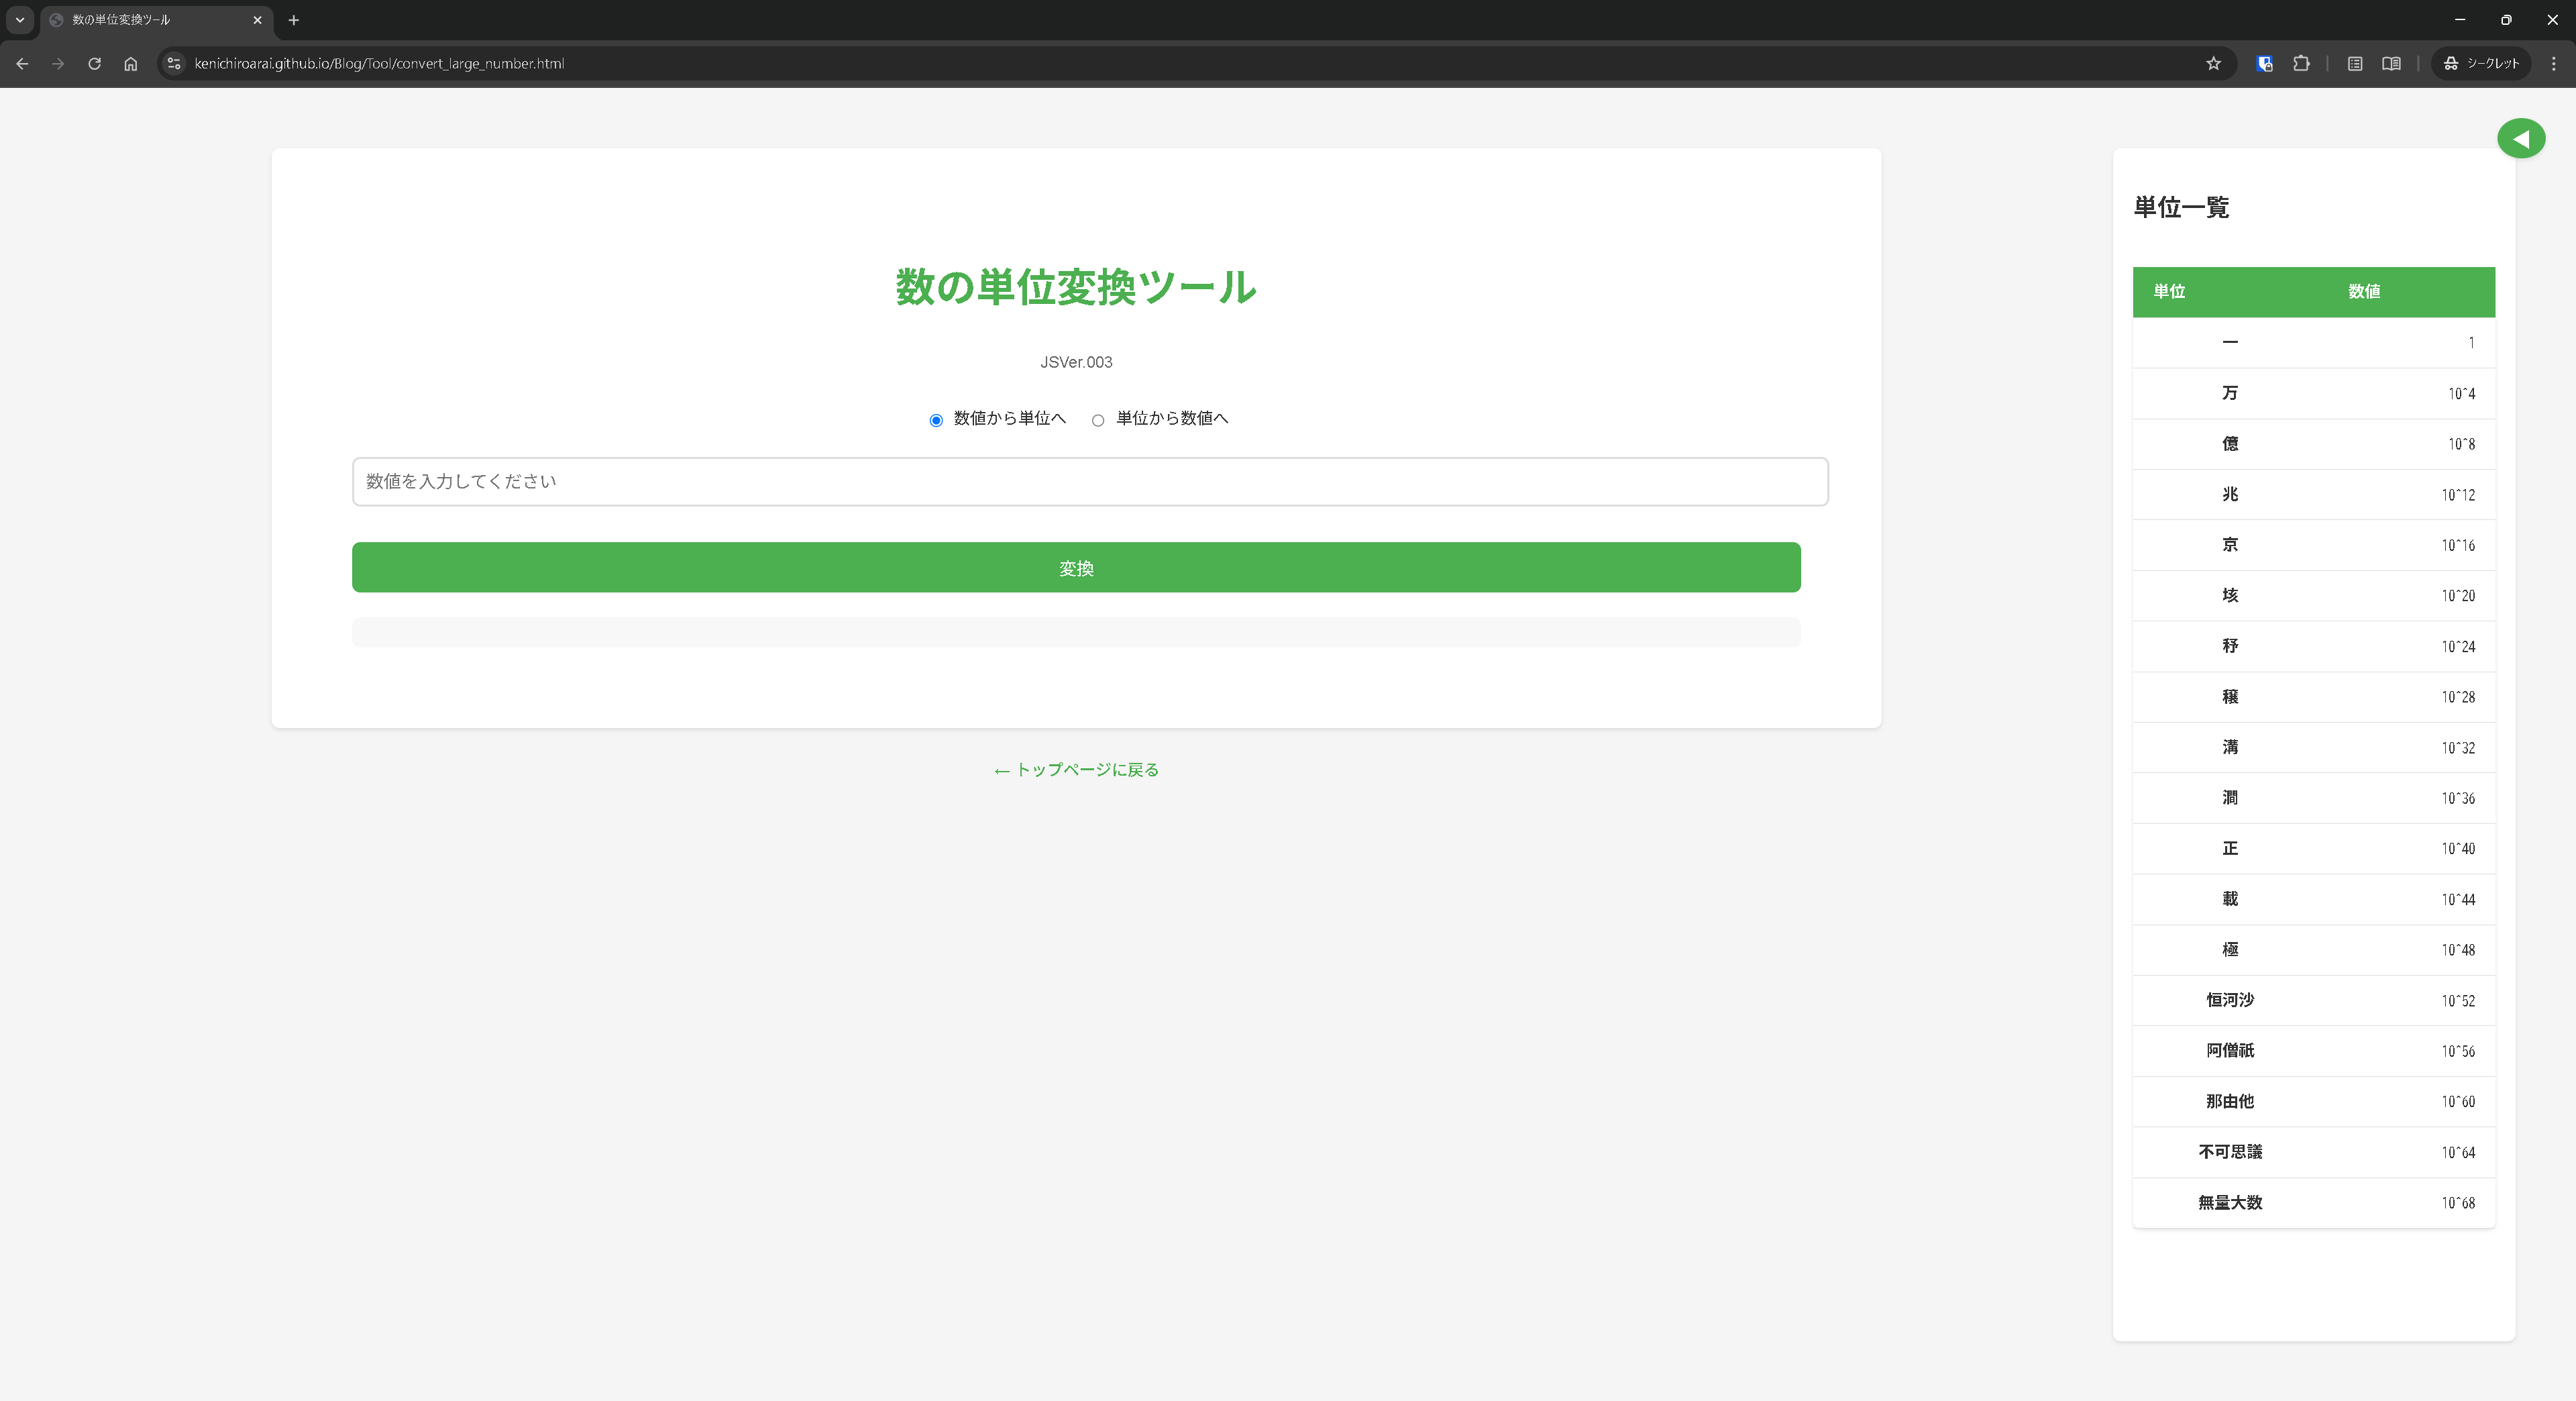 数の単位変換ツール
kenichiroarai.github.io/Blog/Tool/convert_large_number.html
シークレット
数の単位変換ツール
JSVer.003
数値から単位へ 単位から数値へ
数値を入力してください
変換
← トップページに戻る
単位一覧
単位 数値
一 1
万 10^4
億 10^8
兆 10^12
京 10^16
垓 10^20
秄 10^24
穣 10^28
溝 10^32
澗 10^36
正 10^40
載 10^44
極 10^48
恒河沙 10^52
阿僧祇 10^56
那由他 10^60
不可思議 10^64
無量大数 10^68